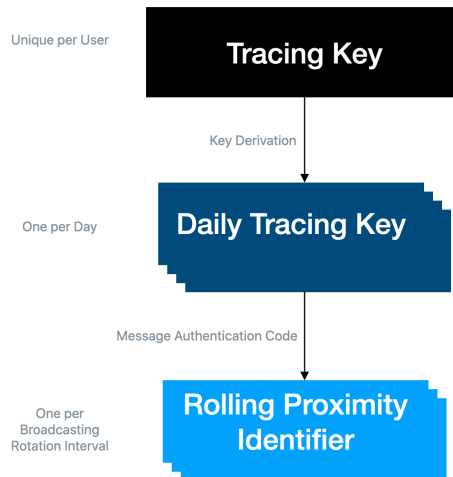 Unique per User
Tracing Key
Key Derivation
One per Day
Daily Tracing Key
Message Authentication Code
One per
Broadcasting
Rotation Interval
Rolling Proximity
Identifier